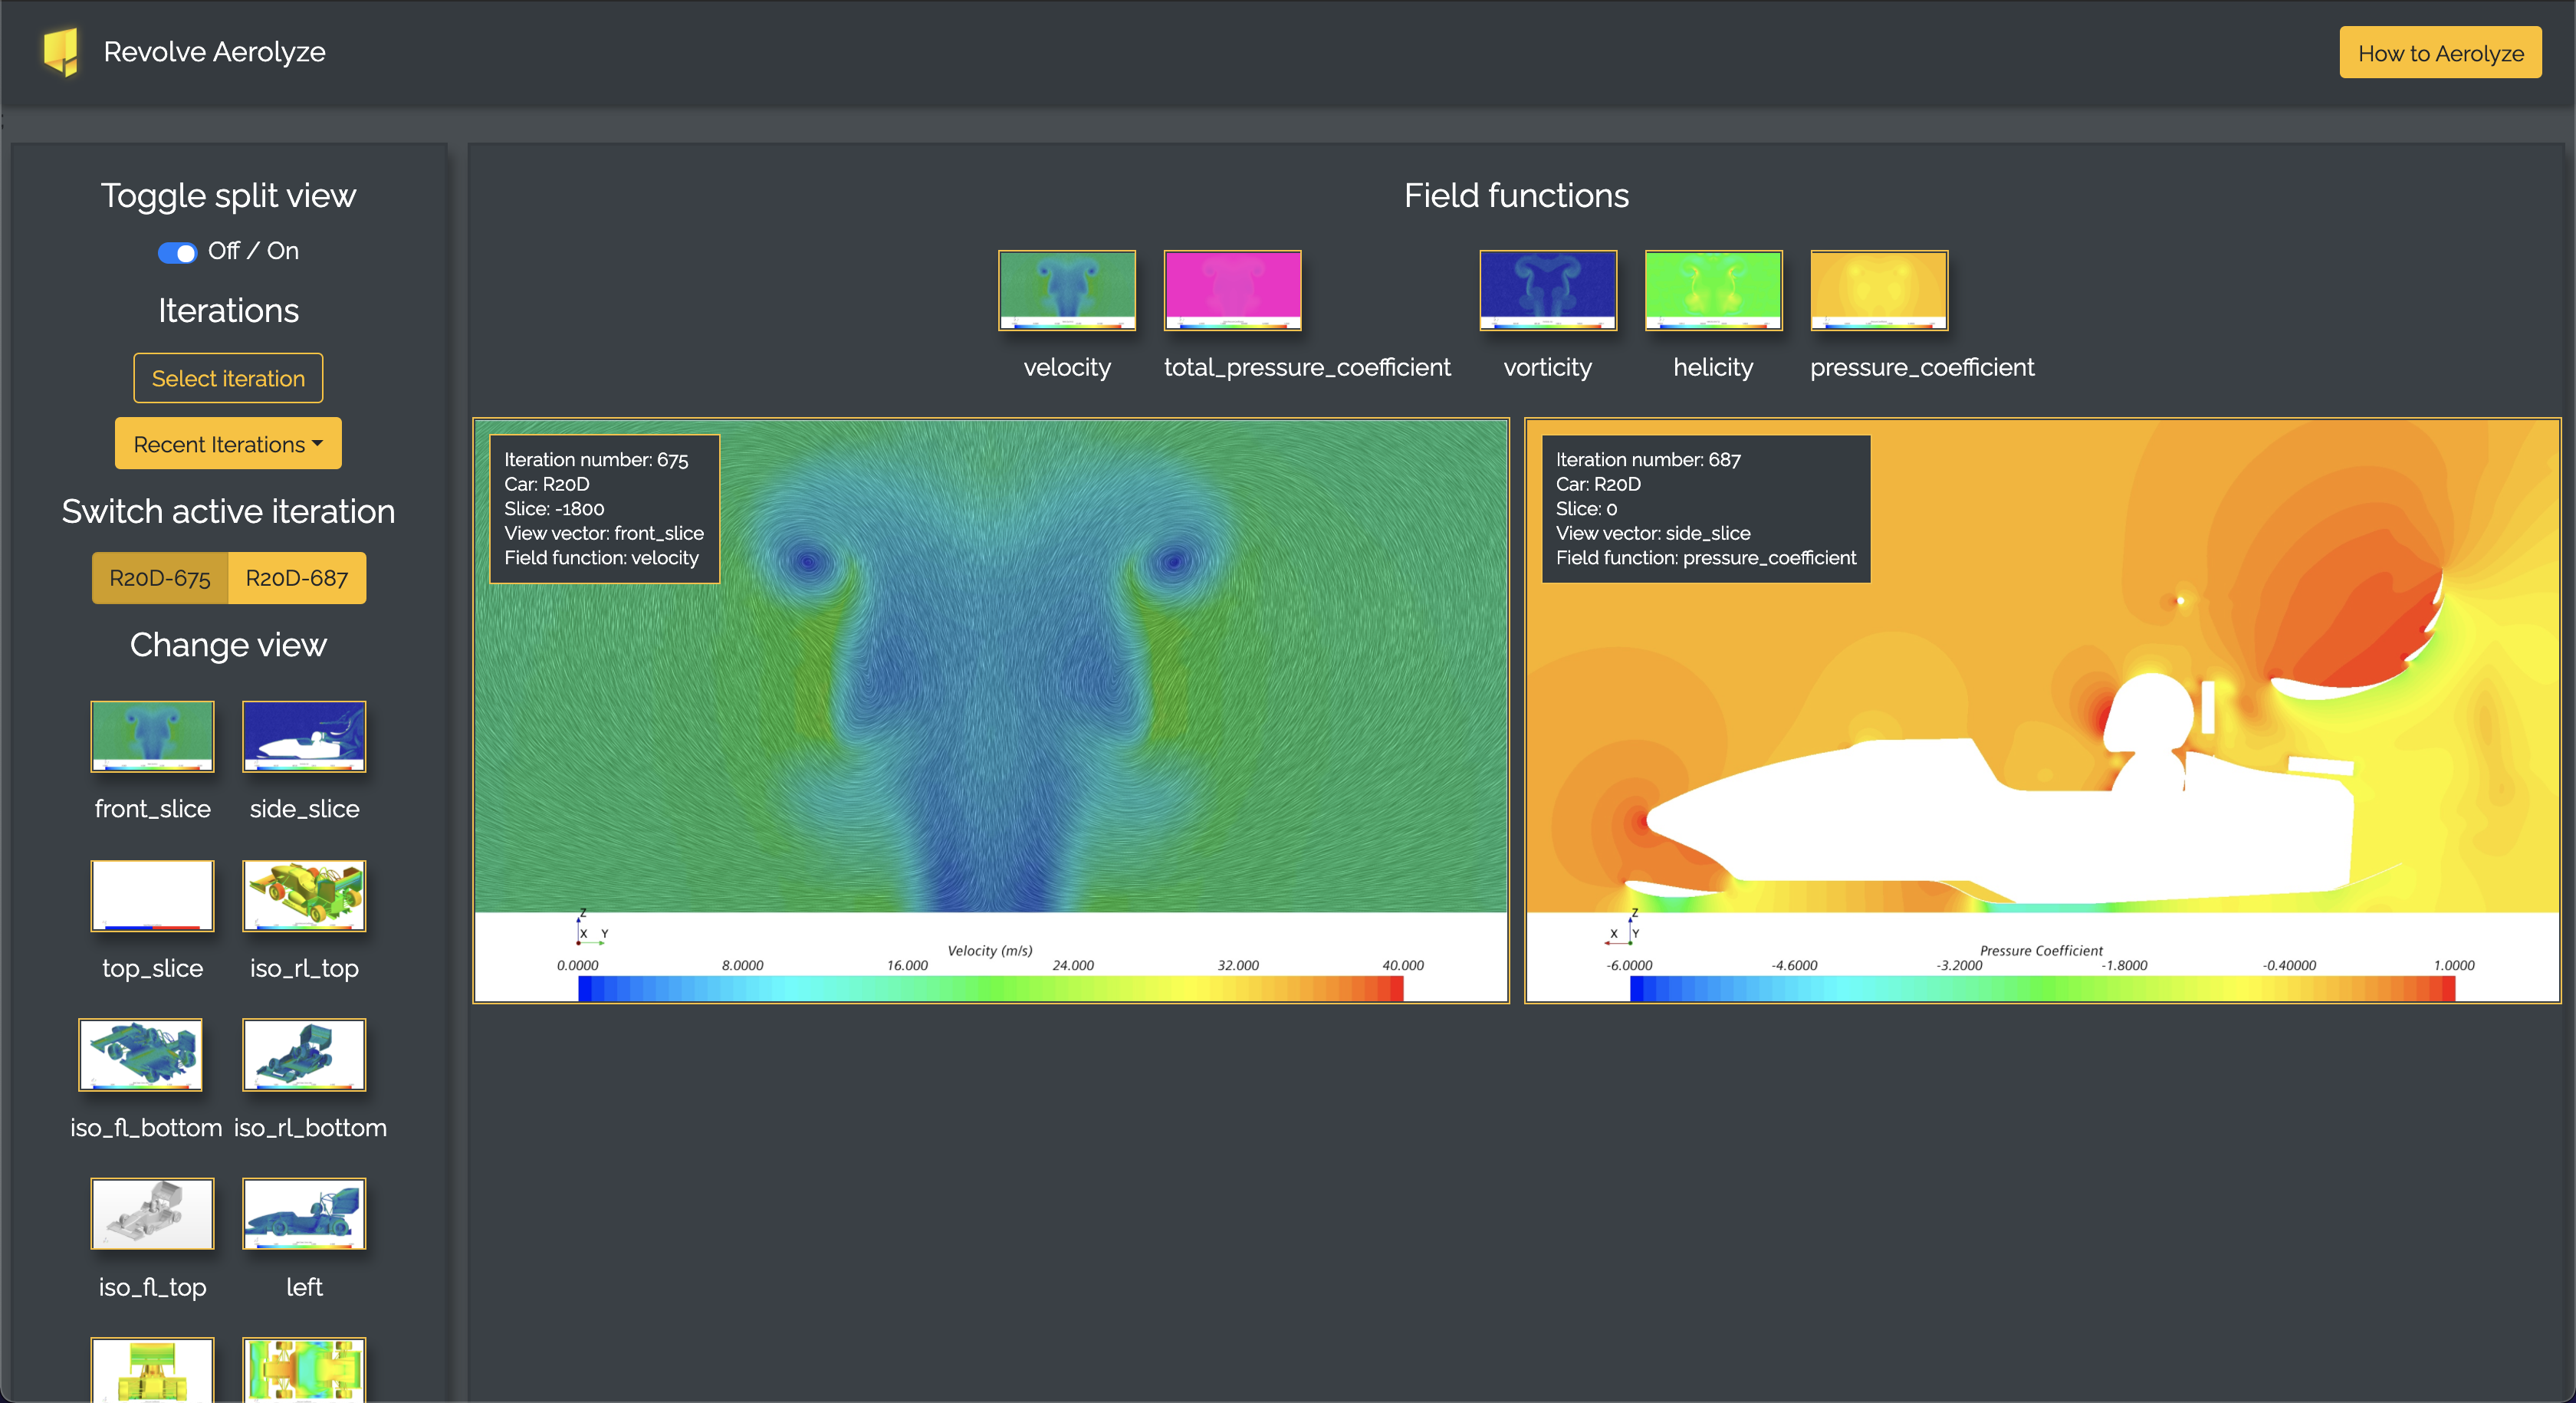 Revolve Aerolyze
How to Aerolyze
Toggle split view
Off / On
Iterations
Select iteration
Recent Iterations
Switch active iteration
R20D-675 R20D-687
Change view
front_slice side_slice
top_slice iso_rl_top
iso_fl_bottom iso_rl_bottom
iso_fl_top left
Field functions
velocity total_pressure_coefficient vorticity helicity pressure_coefficient
Iteration number: 675
Car: R20D
Slice: -1800
View vector: front_slice
Field function: velocity
Z
X Y
Velocity (m/s)
0.0000 8.0000 16.000 24.000 32.000 40.000
Iteration number: 687
Car: R20D
Slice: 0
View vector: side_slice
Field function: pressure_coefficient
Z
X Y
Pressure Coefficient
-6.0000 -4.6000 -3.2000 -1.8000 -0.40000 1.0000